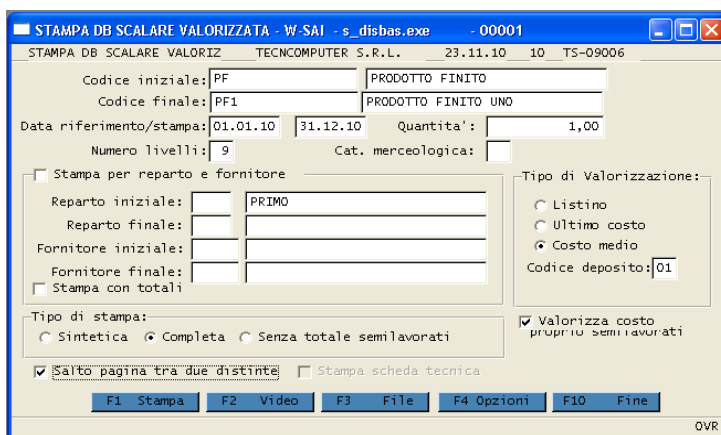 STAMPA DB SCALARE VALORIZZATA - W-SAI - s_disbas.exe - 00001
STAMPA DB SCALARE VALORIZ TECNCOMPUTER S.R.L. 23.11.10 10 TS-09006
Codice iniziale: PF PRODOTTO FINITO
Codice finale: PF1 PRODOTTO FINITO UNO
Data riferimento/stampa: 01.01.10 31.12.10 Quantita': 1,00
Numero livelli: 9 Cat. merceologica:
Stampa per reparto e fornitore
Reparto iniziale: PRIMO
Reparto finale:
Fornitore iniziale:
Fornitore finale:
Stampa con totali
Tipo di Valorizzazione:
Listino
Ultimo costo
Costo medio
Codice deposito: 01
Tipo di stampa:
Sintetica Completa Senza totale semilavorati
Valorizza costo
proprio semilavorati
Salto pagina tra due distinte Stampa scheda tecnica
F1 Stampa F2 Video F3 File F4 Opzioni F10 Fine
OVR